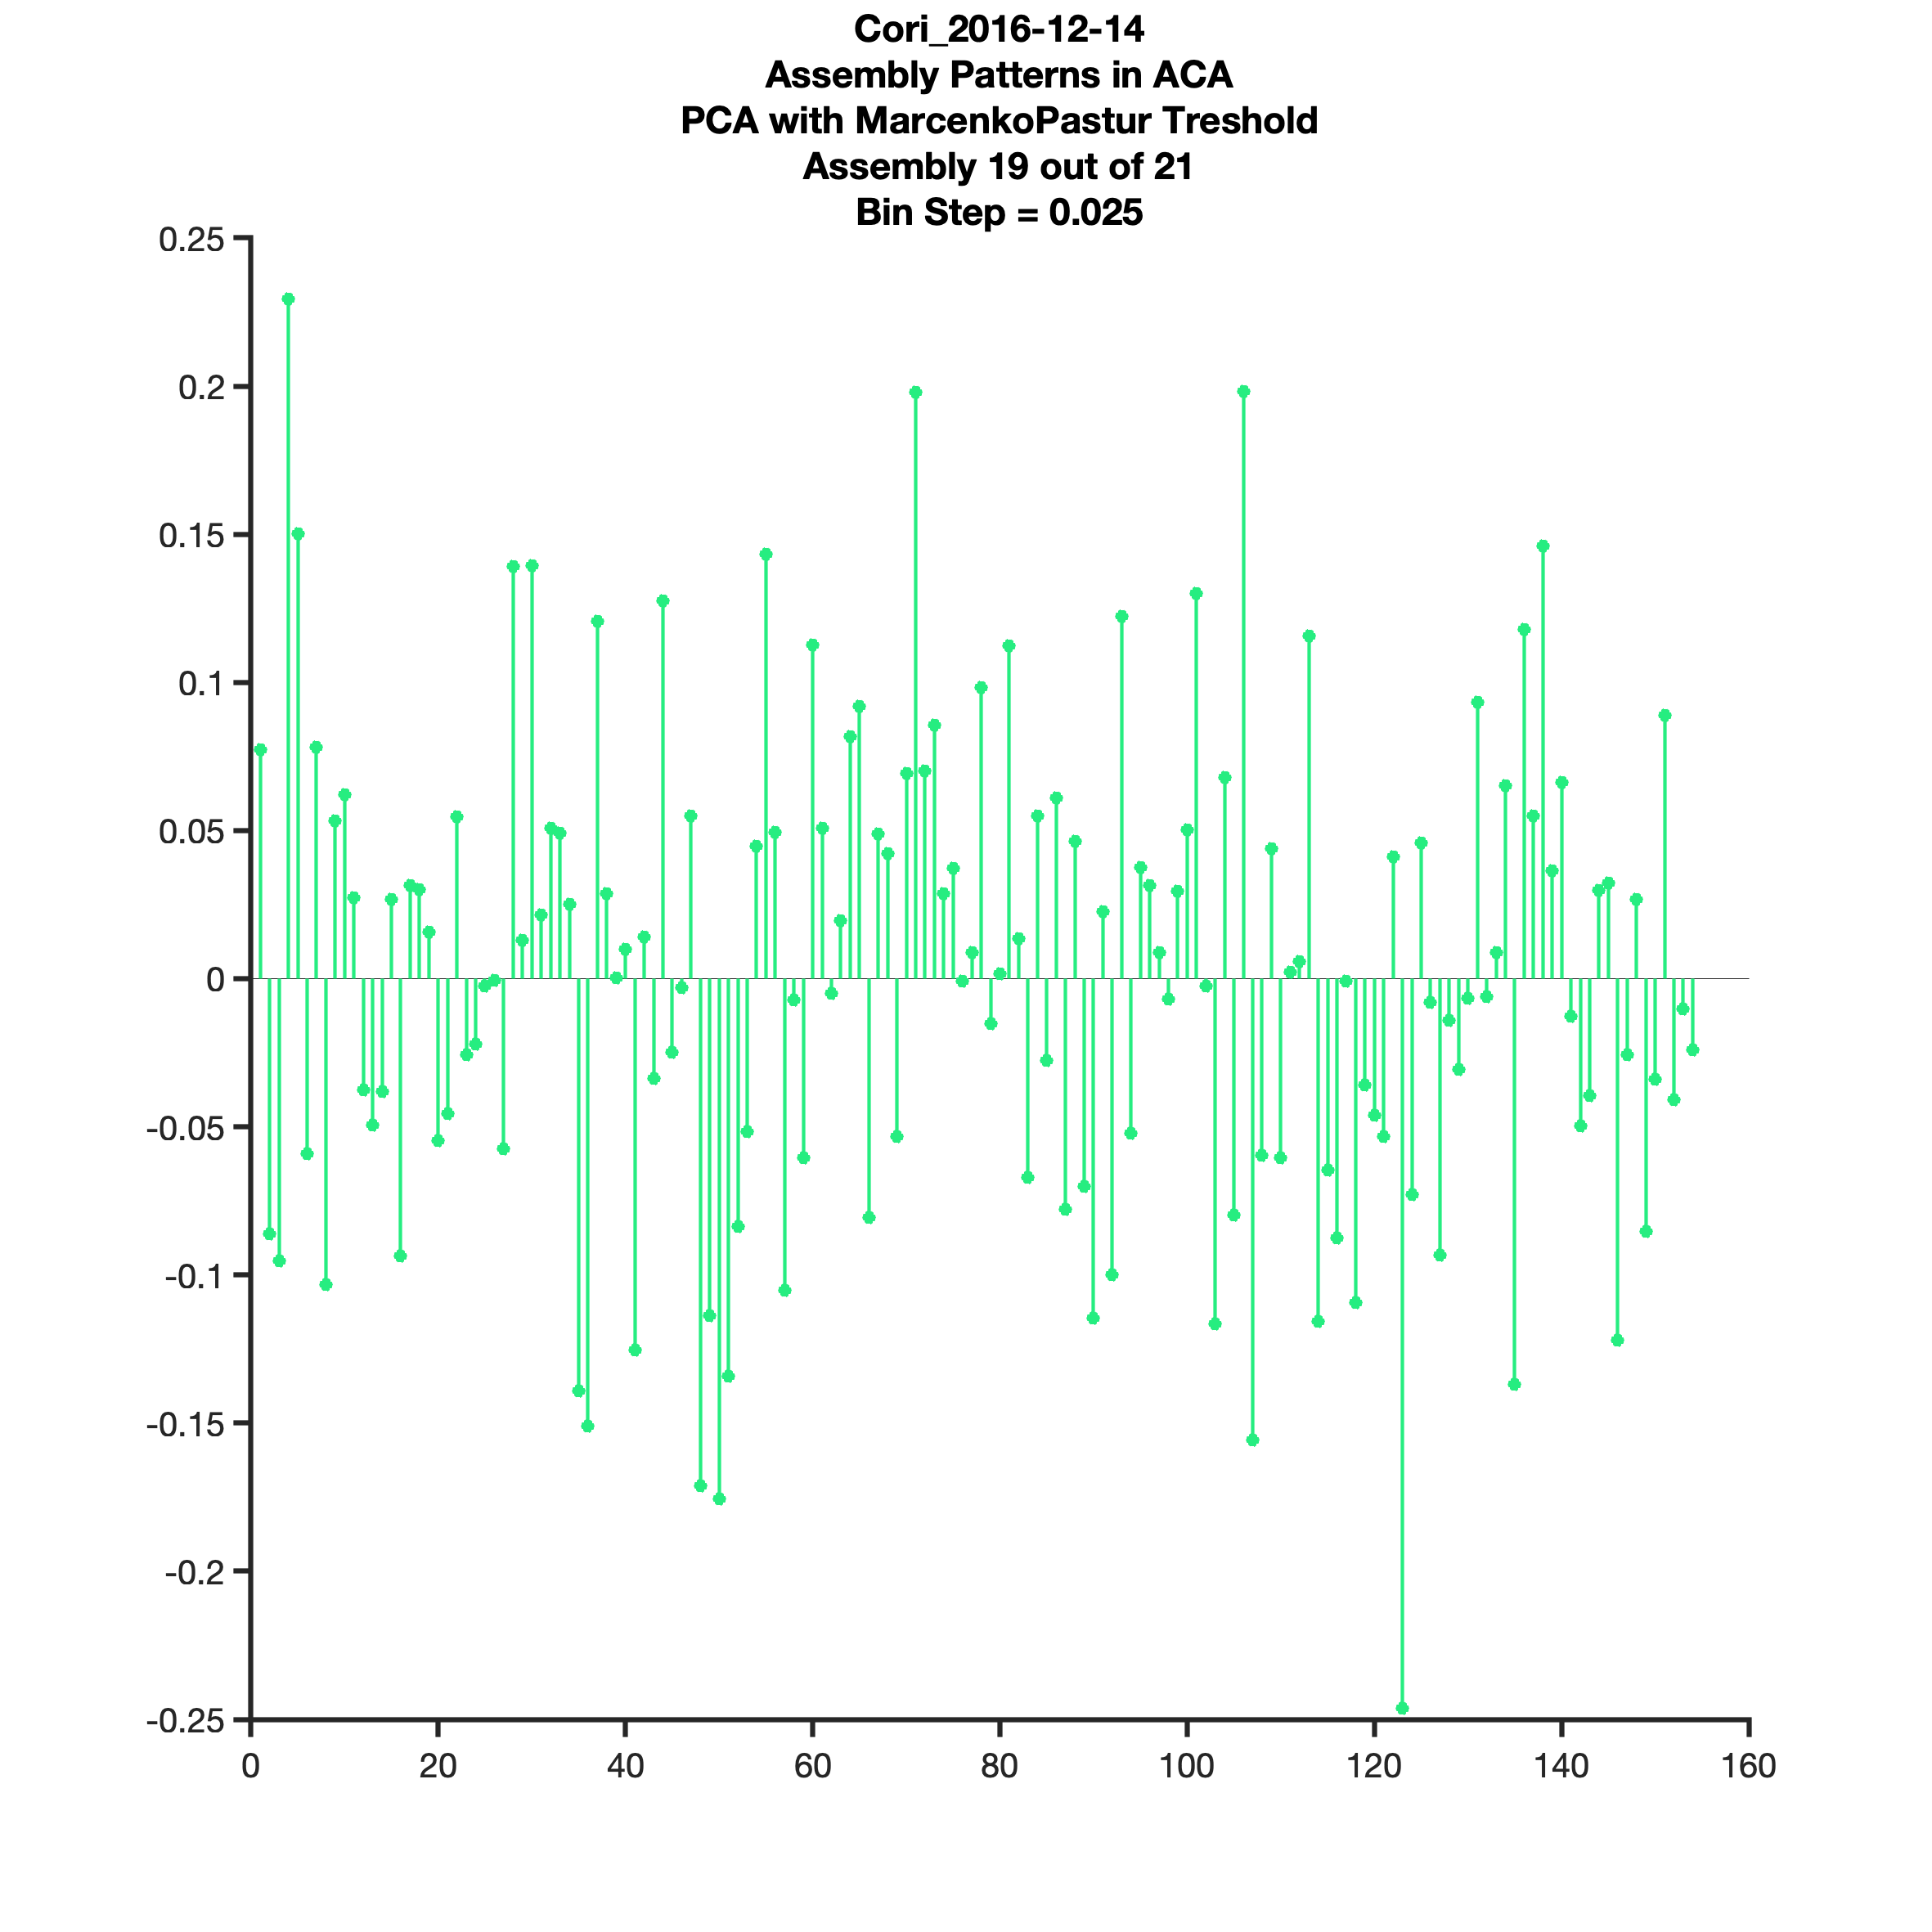 Cori_2016-12-14
Assembly Patterns in ACA
PCA with MarcenkoPastur Treshold
Assembly 19 out of 21
Bin Step = 0.025
0.25
0.2
0.15
0.1
0.05
0
-0.05
-0.1
-0.15
-0.2
-0.25
0 20 40 60 80 100 120 140 160